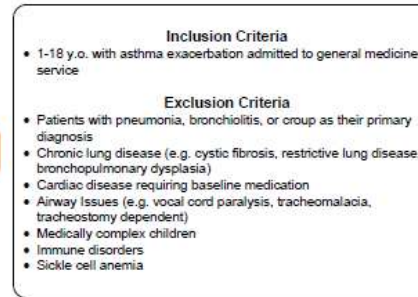 Inclusion Criteria
• 1-18 y.o. with asthma exacerbation admitted to general medicine
service
Exclusion Criteria
• Patients with pneumonia, bronchiolitis, or croup as their primary
diagnosis
• Chronic lung disease (e.g. cystic fibrosis, restrictive lung disease
bronchopulmonary dysplasia)
• Cardiac disease requiring baseline medication
• Airway Issues (e.g. vocal cord paralysis, tracheomalacia,
tracheostomy dependent)
• Medically complex children
• Immune disorders
• Sickle cell anemia